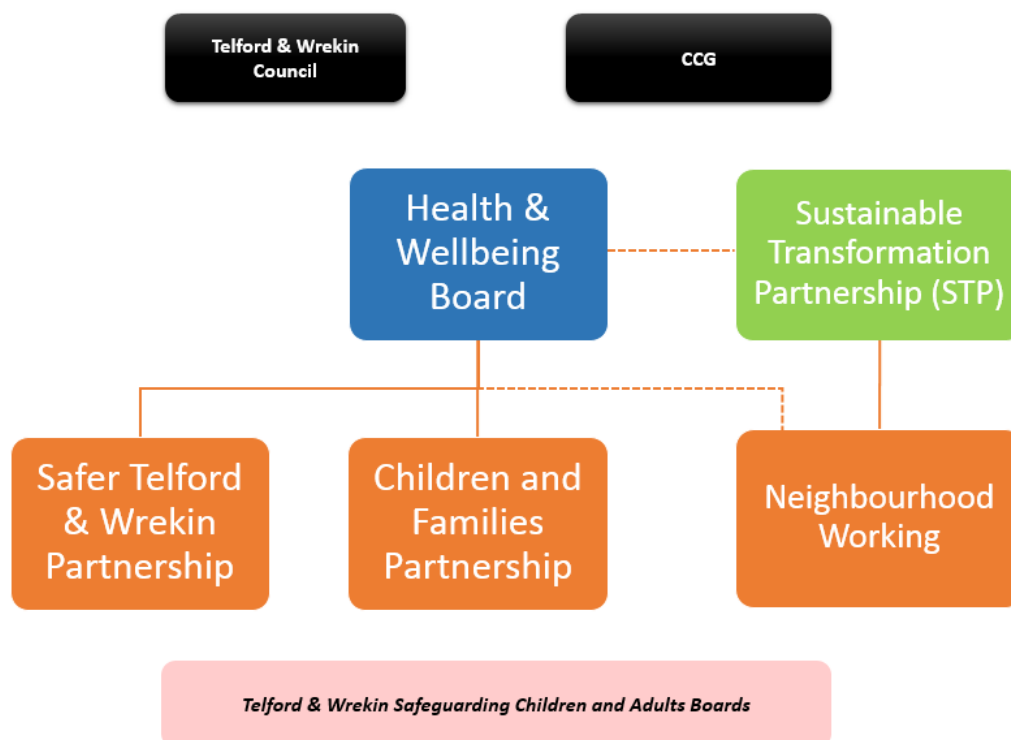 Telford & Wrekin
Council
CCG
Health &
Wellbeing
Board
Sustainable
Transformation
Partnership (STP)
Safer Telford
& Wrekin
Partnership
Children and
Families
Partnership
Neighbourhood
Working
Telford & Wrekin Safeguarding Children and Adults Boards